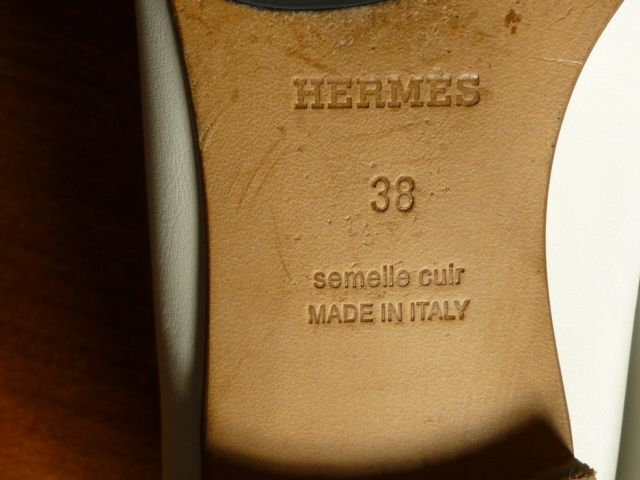 HERMES
38
semelle cuir
MADE IN ITALY